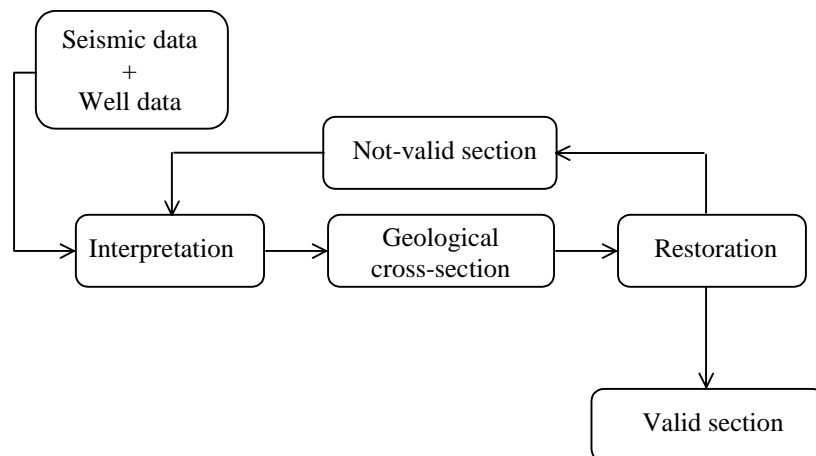 Seismic data
+
Well data
Not-valid section
Interpretation
Geological
cross-section
Restoration
Valid section